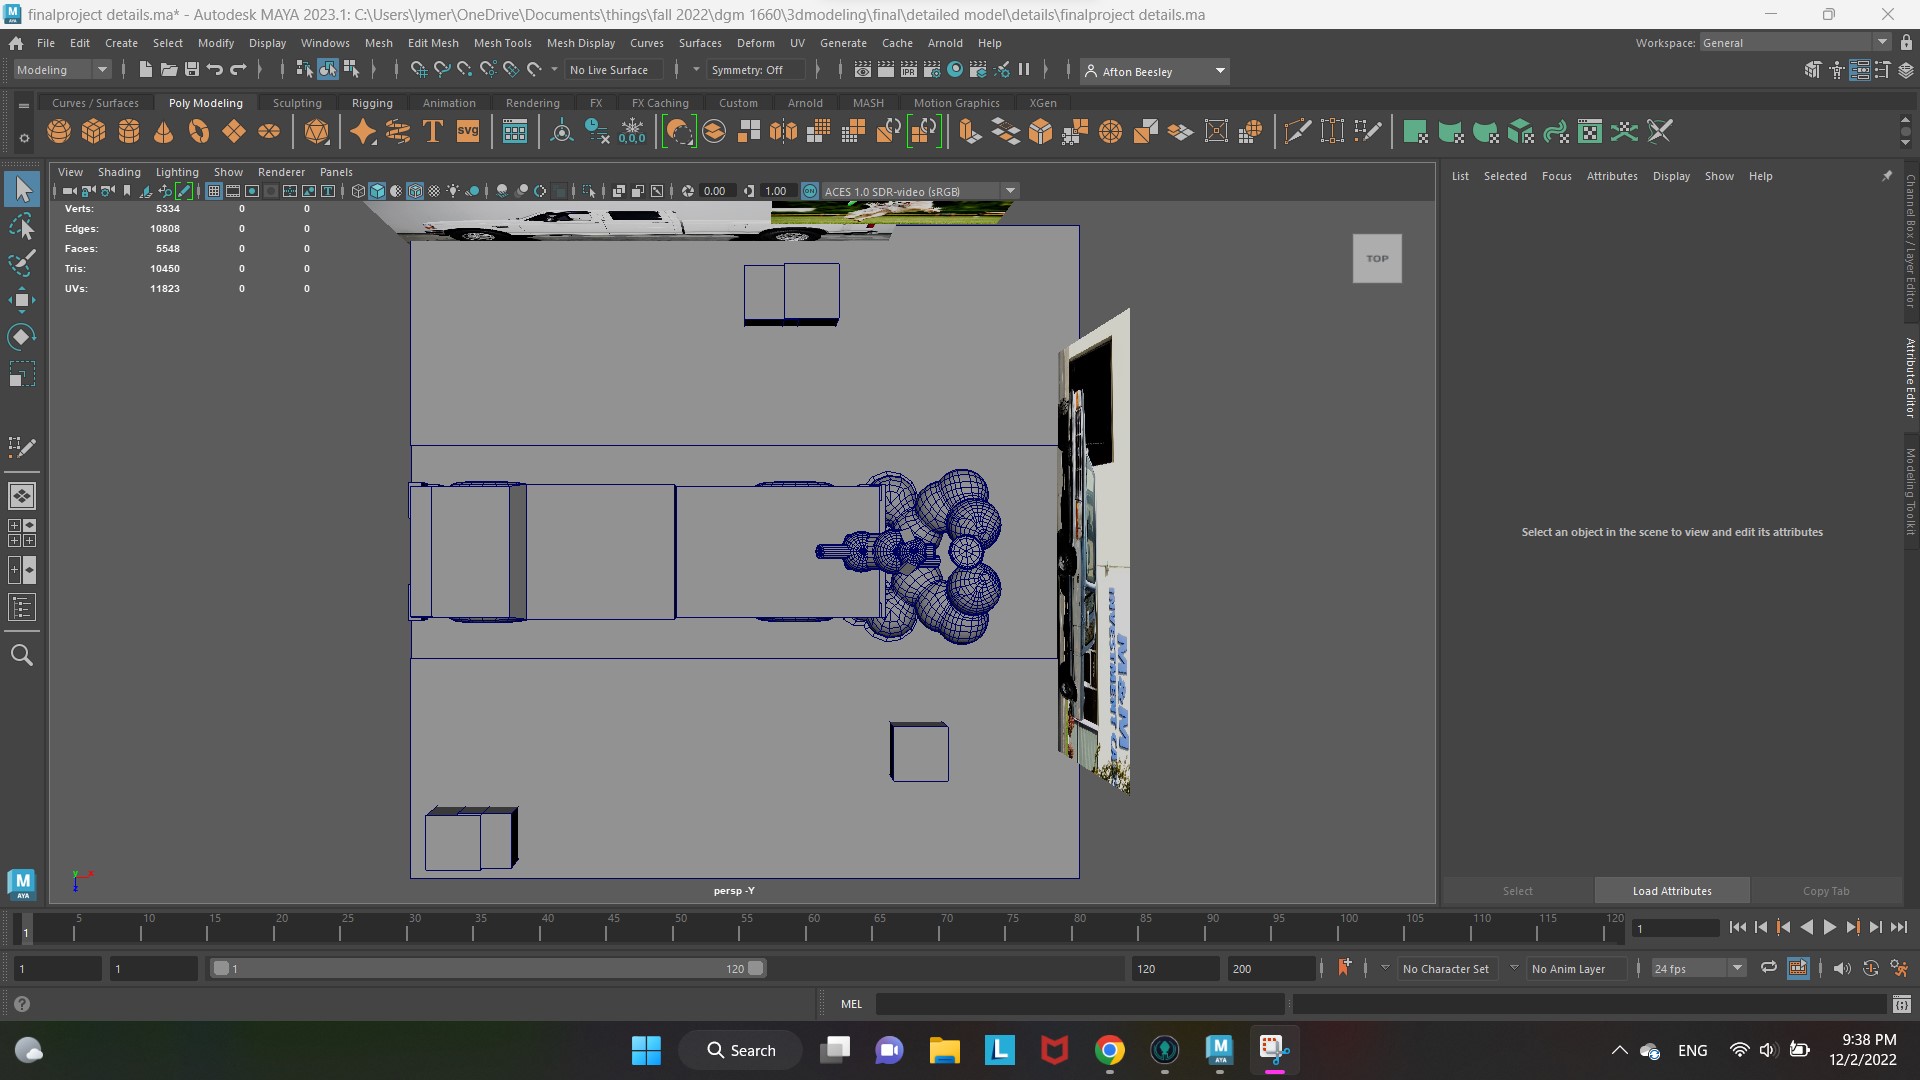 finalproject details.ma* - Autodesk MAYA 2023.1: C:\Users\lymer\OneDrive\Documents\things\fall 2022\dgm 1660\3dmodeling\final\detailed model\details\finalproject details.ma
File Edit Create Select Modify Display Windows Mesh Edit Mesh Mesh Tools Mesh Display Curves Surfaces Deform UV Generate Cache Arnold Help Workspace: General
Modeling No Live Surface Symmetry: Off IPR Afton Beesley
Curves / Surfaces Poly Modeling Sculpting Rigging Animation Rendering FX FX Caching Custom Arnold MASH Motion Graphics XGen
T SVG 0,0,0
View Shading Lighting Show Renderer Panels
List Selected Focus Attributes Display Show Help
0.00 1.00 ON ACES 1.0 SDR-video (sRGB)
Verts: 5334 0 0
Edges: 10808 0 0
Faces: 5548 0 0
Tris: 10450 0 0
UVs: 11823 0 0
TOP
Channel Box / Layer Editor
Attribute Editor
Modeling Toolkit
Select an object in the scene to view and edit its attributes
M&M
M
AYA
y x
z
persp -Y
Select Load Attributes Copy Tab
1 5 10 15 20 25 30 35 40 45 50 55 60 65 70 75 80 85 90 95 100 105 110 115 120 1
1 1 1 120 120 200 No Character Set No Anim Layer 24 fps
MEL
Search
L
M
AYA
ENG
9:38 PM
12/2/2022